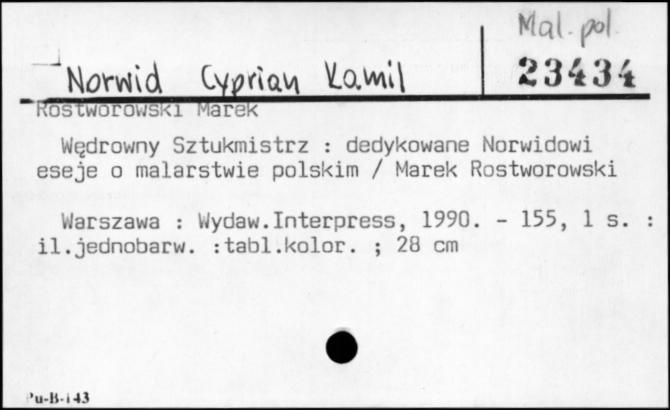 Mal. pol.
Norwid Cyprian Kamil
23434
Rostworowski Marek
Wędrowny Sztukmistrz : dedykowane Norwidowi
eseje o malarstwie polskim / Marek Rostworowski
Warszawa : Wydaw.Interpress, 1990. - 155, 1 s. :
il.jednobarw. :tabl.kolor. ; 28 cm
Pu-B-143